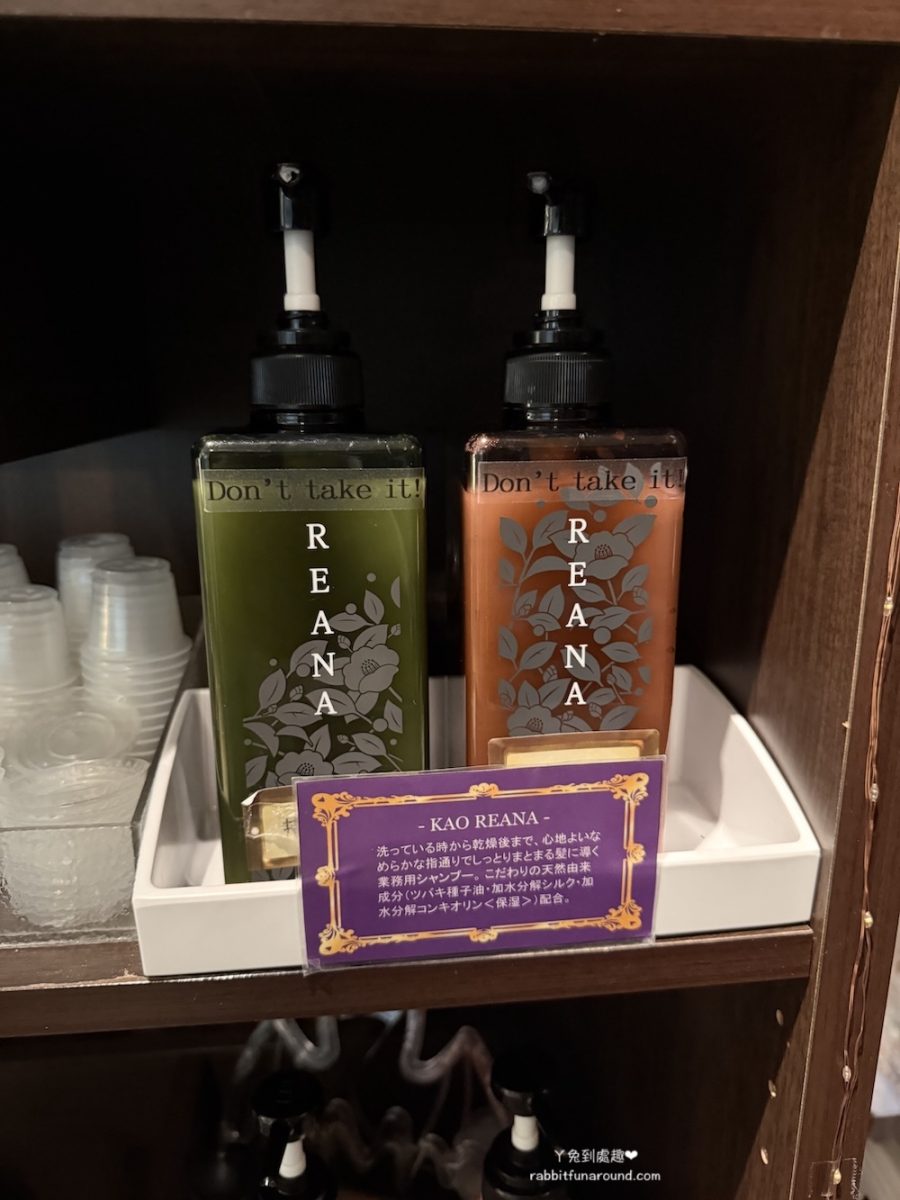 Don't take it!
REANA
Don't take it!
REANA
- KAO REANA -
洗っている時から乾燥後まで、心地よいな
めらかな指通りでしっとりまとまる髪に導く
業務用シャンプー。こだわりの天然由来
成分（ツバキ種子油・加水分解シルク・加
水分解コンキオリン＜保湿＞）配合。
ㄚ兔到處趣❤
rabbitfunaround.com